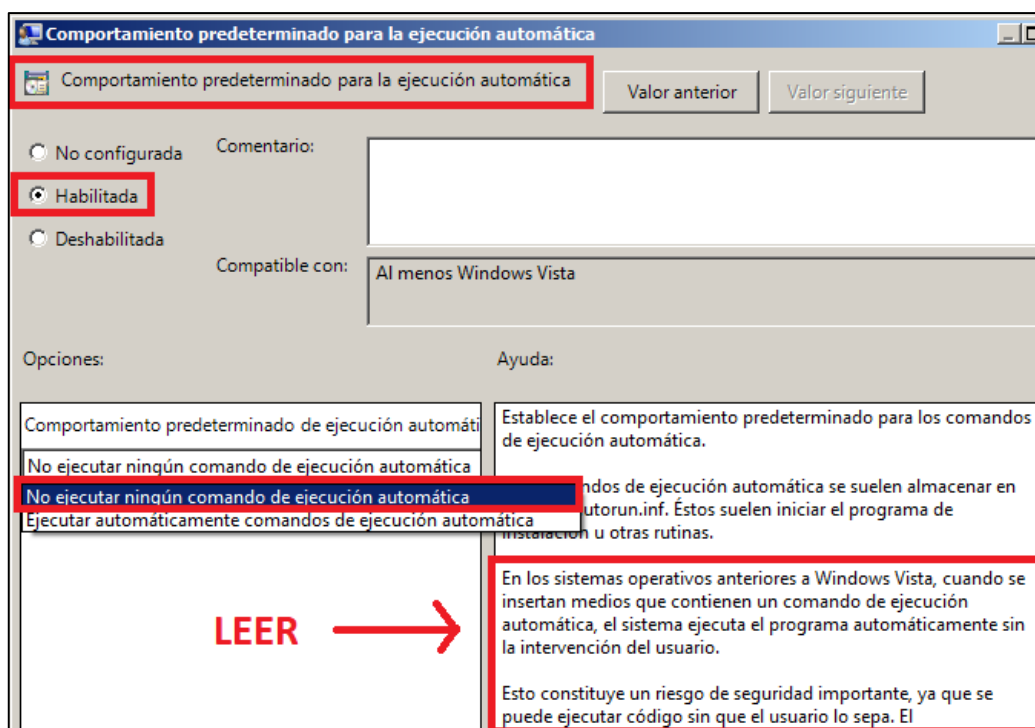 Comportamiento predeterminado para la ejecución automática
Comportamiento predeterminado para la ejecución automática
Valor anterior
Valor siguiente
No configurada
Comentario:
Habilitada
Deshabilitada
Compatible con:
Al menos Windows Vista
Opciones:
Ayuda:
Comportamiento predeterminado de ejecución automáti
No ejecutar ningún comando de ejecución automática
No ejecutar ningún comando de ejecución automática
Ejecutar automáticamente comandos de ejecución automática
Establece el comportamiento predeterminado para los comandos
de ejecución automática.
ndos de ejecución automática se suelen almacenar en
utorun.inf. Éstos suelen iniciar el programa de
instalación u otras rutinas.
LEER
En los sistemas operativos anteriores a Windows Vista, cuando se
insertan medios que contienen un comando de ejecución
automática, el sistema ejecuta el programa automáticamente sin
la intervención del usuario.
Esto constituye un riesgo de seguridad importante, ya que se
puede ejecutar código sin que el usuario lo sepa. El